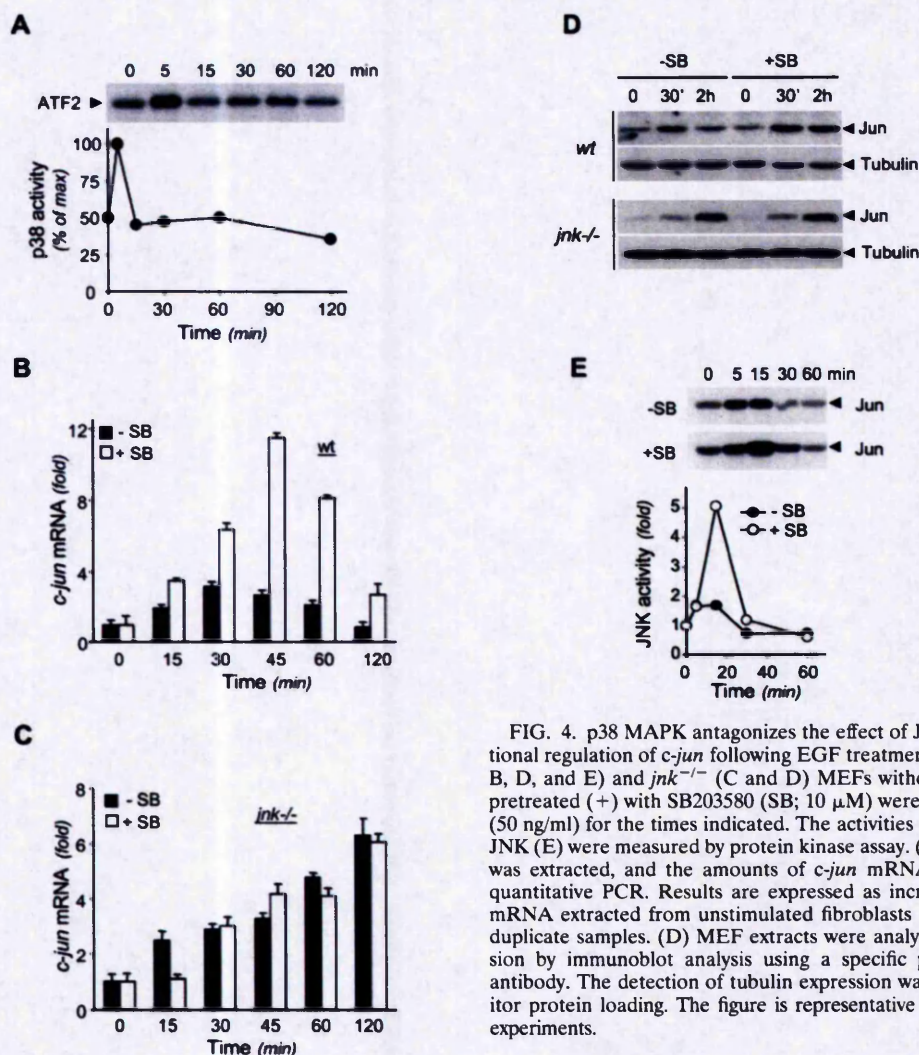 A
0 5 15 30 60 120 min
ATF2
100
75
50
25
0
p38 activity
(% of max)
0 30 60 90 120
Time (min)
B
- SB
+ SB
wt
12
8
4
0
c-jun mRNA (fold)
0 15 30 45 60 120
Time (min)
C
- SB
+ SB
jnk-/-
8
6
4
2
0
c-jun mRNA (fold)
0 15 30 45 60 120
Time (min)
D
-SB +SB
0 30' 2h 0 30' 2h
wt
Jun
Tubulin
jnk-/-
Jun
Tubulin
E
0 5 15 30 60 min
-SB Jun
+SB Jun
- SB
+ SB
5
4
3
2
1
0
JNK activity (fold)
0 20 40 60
Time (min)
FIG. 4. p38 MAPK antagonizes the effect of J
tional regulation of c-jun following EGF treatmen
B, D, and E) and jnk−/− (C and D) MEFs witho
pretreated (+) with SB203580 (SB; 10 μM) were
(50 ng/ml) for the times indicated. The activities
JNK (E) were measured by protein kinase assay. (
was extracted, and the amounts of c-jun mRNA
quantitative PCR. Results are expressed as incr
mRNA extracted from unstimulated fibroblasts
duplicate samples. (D) MEF extracts were analy
sion by immunoblot analysis using a specific p
antibody. The detection of tubulin expression wa
itor protein loading. The figure is representative
experiments.